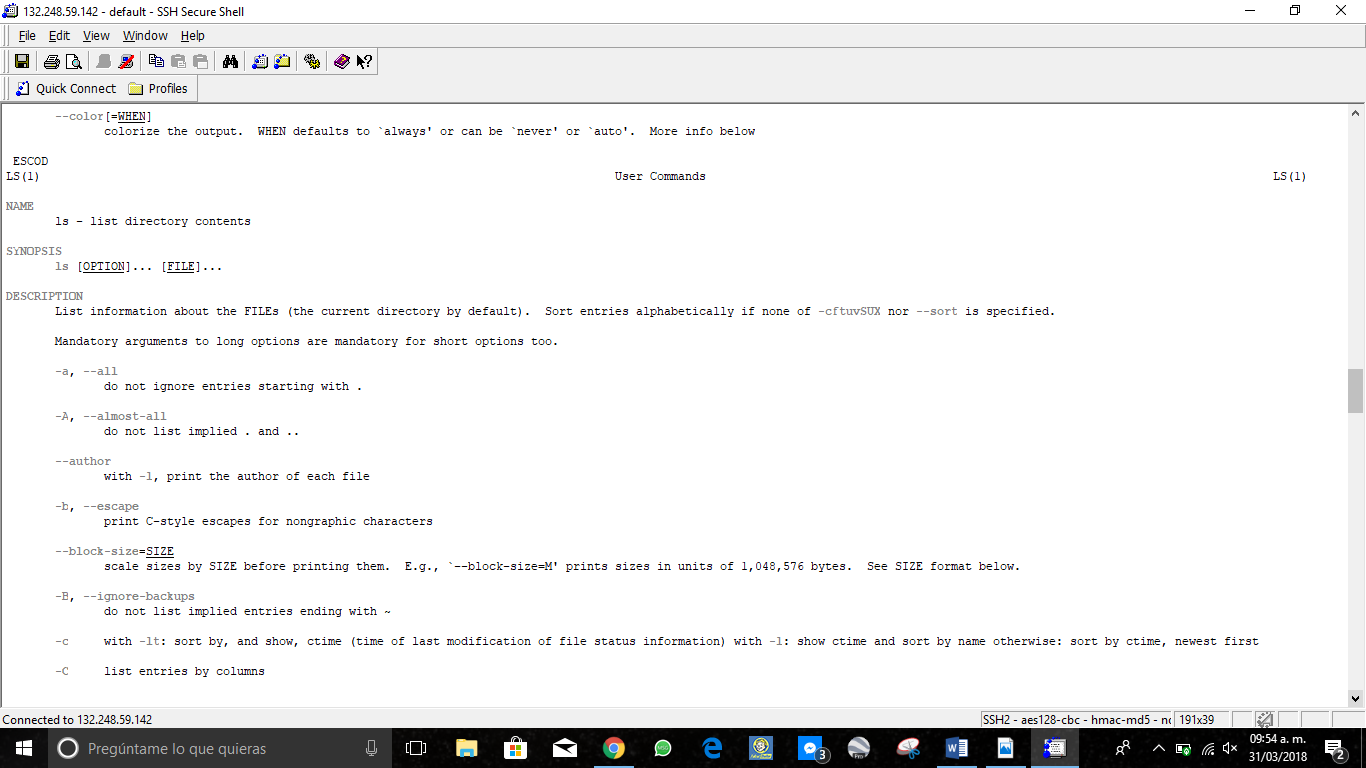 132.248.59.142 - default - SSH Secure Shell
File Edit View Window Help
Quick Connect Profiles
--color[=WHEN]
colorize the output.  WHEN defaults to `always' or can be `never' or `auto'.  More info below
ESCOD
LS(1) User Commands LS(1)
NAME
ls - list directory contents
SYNOPSIS
ls [OPTION]... [FILE]...
DESCRIPTION
List information about the FILEs (the current directory by default).  Sort entries alphabetically if none of -cftuvSUX nor --sort is specified.
Mandatory arguments to long options are mandatory for short options too.
-a, --all
do not ignore entries starting with .
-A, --almost-all
do not list implied . and ..
--author
with -l, print the author of each file
-b, --escape
print C-style escapes for nongraphic characters
--block-size=SIZE
scale sizes by SIZE before printing them.  E.g., `--block-size=M' prints sizes in units of 1,048,576 bytes.  See SIZE format below.
-B, --ignore-backups
do not list implied entries ending with ~
-c with -lt: sort by, and show, ctime (time of last modification of file status information) with -l: show ctime and sort by name otherwise: sort by ctime, newest first
-C list entries by columns
Connected to 132.248.59.142 SSH2 - aes128-cbc - hmac-md5 - nc 191x39
Pregúntame lo que quieras 3 09:54 a. m.
31/03/2018 2